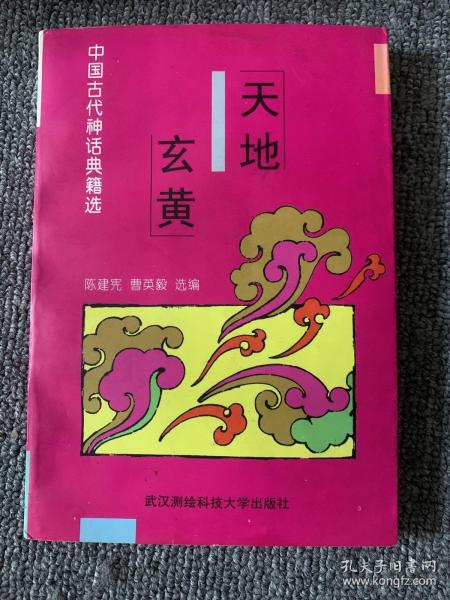 中国古代神话典籍选
天地
玄黄
陈建宪 曹英毅 选编
武汉测绘科技大学出版社
孔夫子旧书网
www.kongfz.com